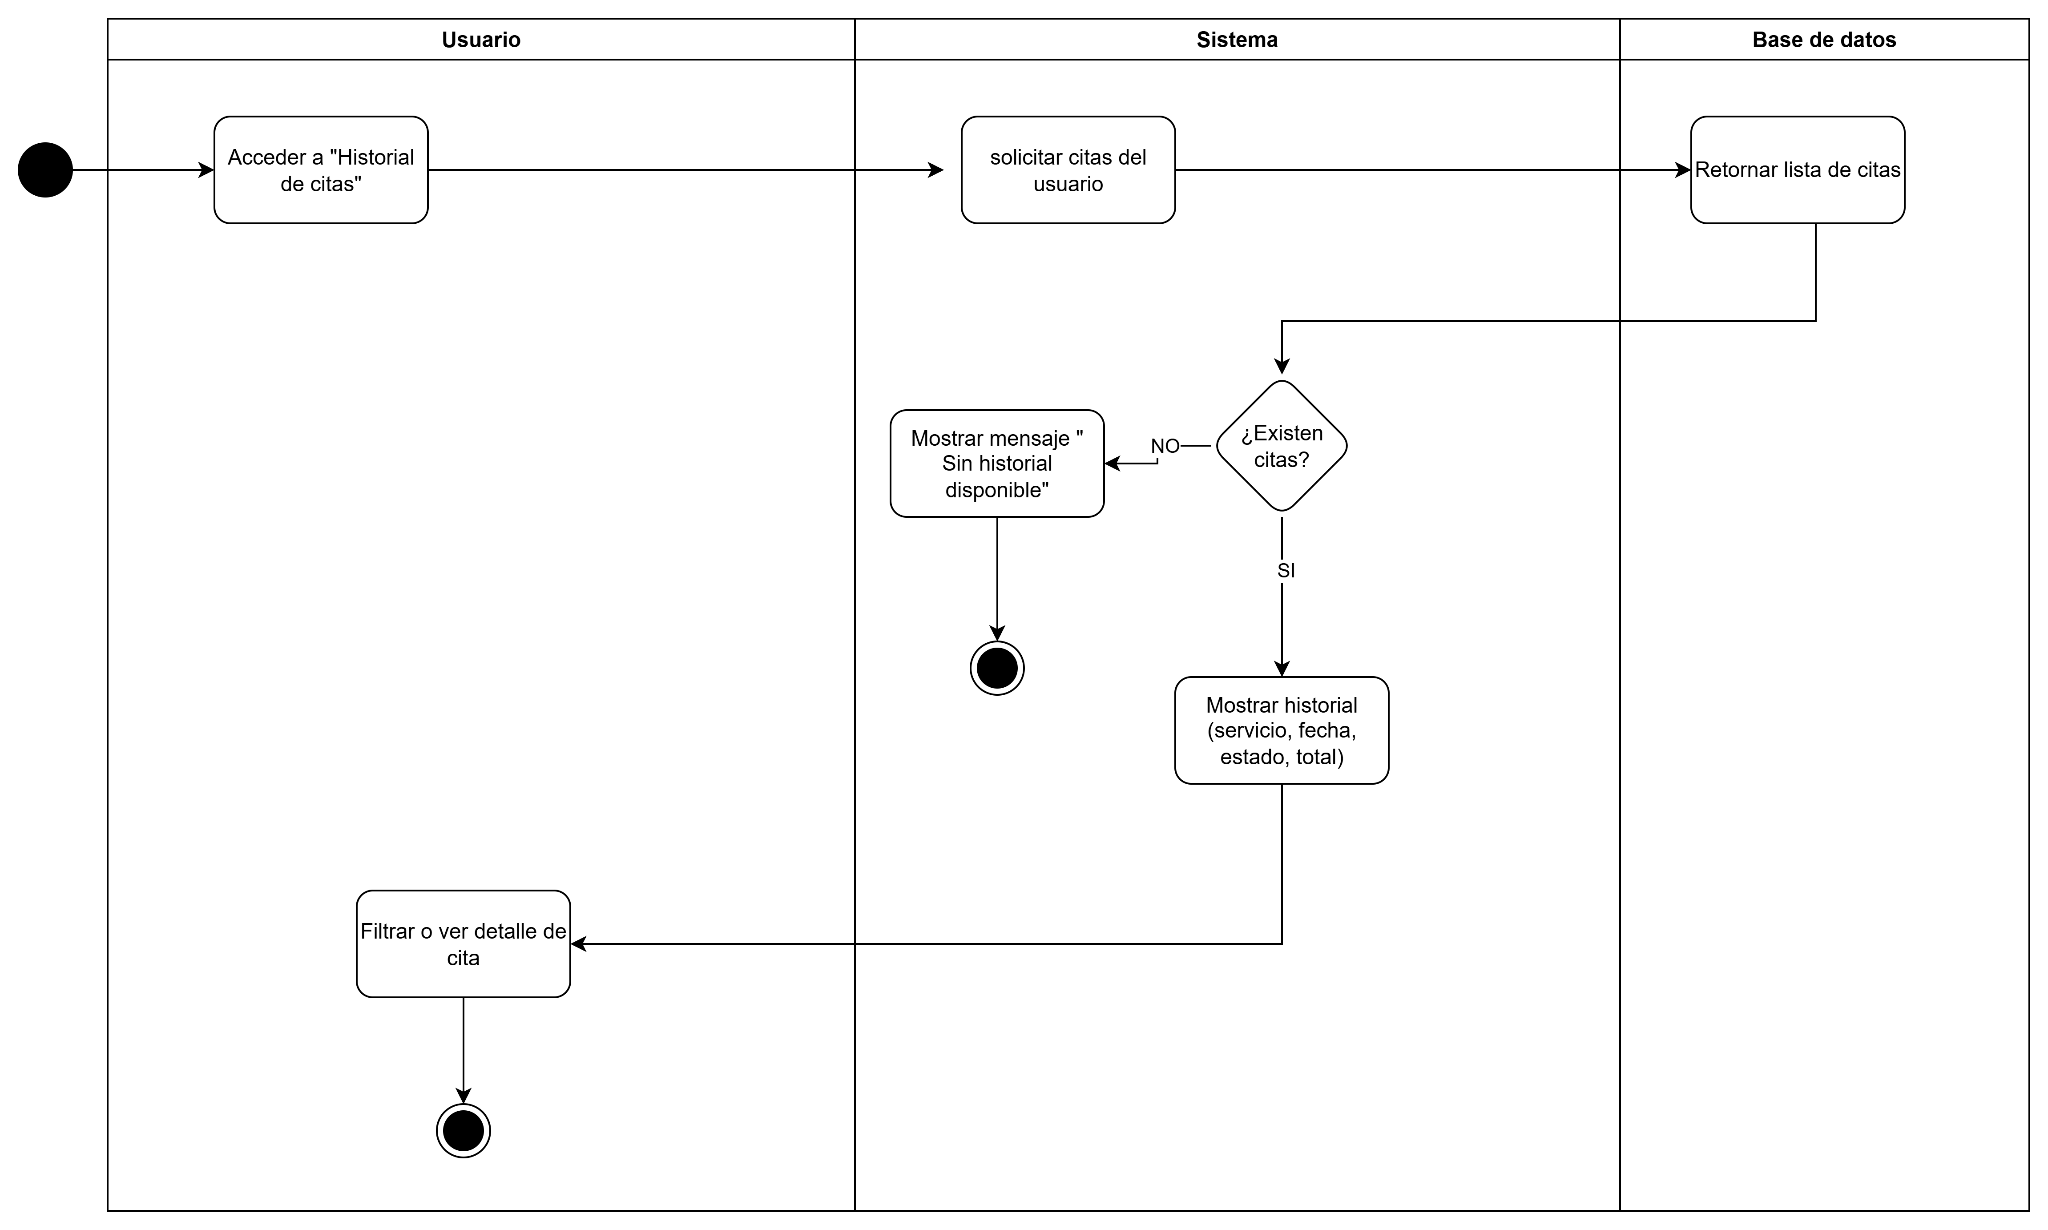 Usuario
Sistema
Base de datos
Acceder a "Historial
de citas"
solicitar citas del
usuario
Retornar lista de citas
¿Existen
citas?
NO
Mostrar mensaje "
Sin historial
disponible"
SI
Mostrar historial
(servicio, fecha,
estado, total)
Filtrar o ver detalle de
cita